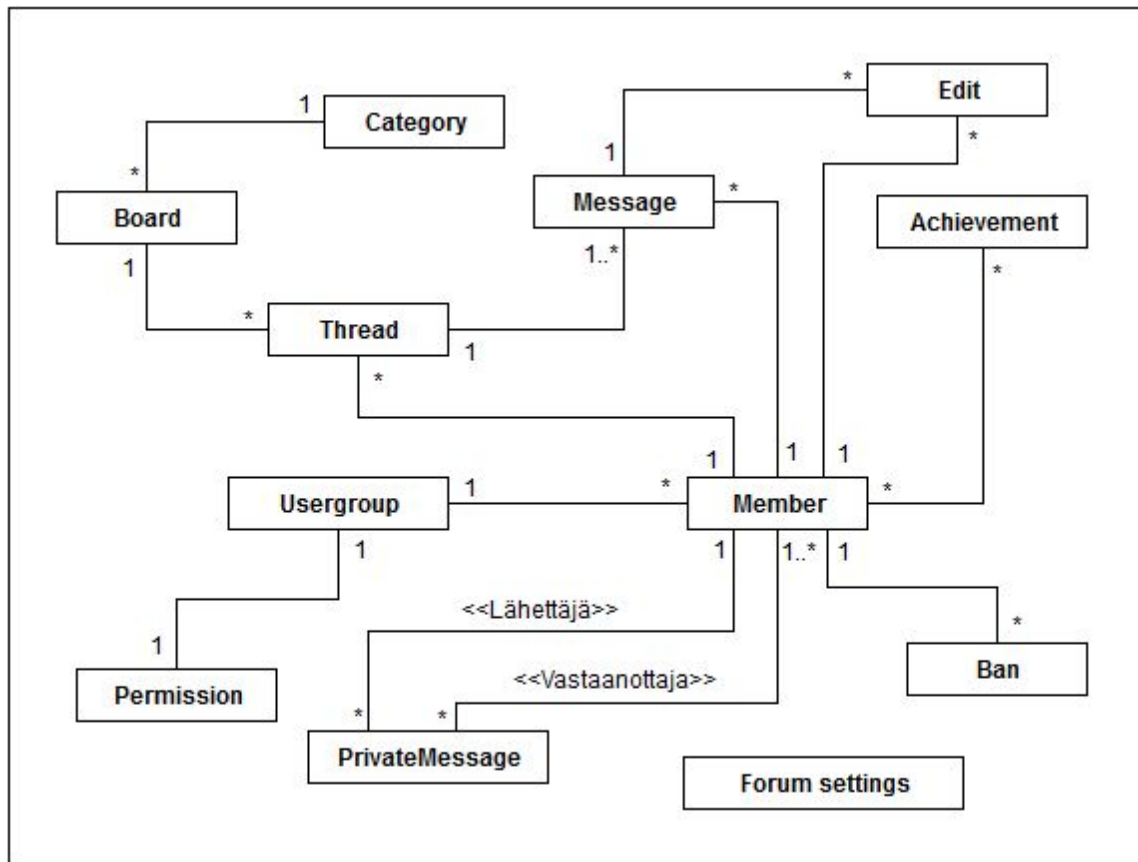 * Edit
1 Category
*
1
* Message *
Board
Achievement
1
1..*
*
* Thread 1
*
1 1 1
Usergroup 1 * Member *
1
1 1..* 1
<<Lähettäjä>>
1
*
<<Vastaanottaja>>
Permission
Ban
* *
PrivateMessage
Forum settings